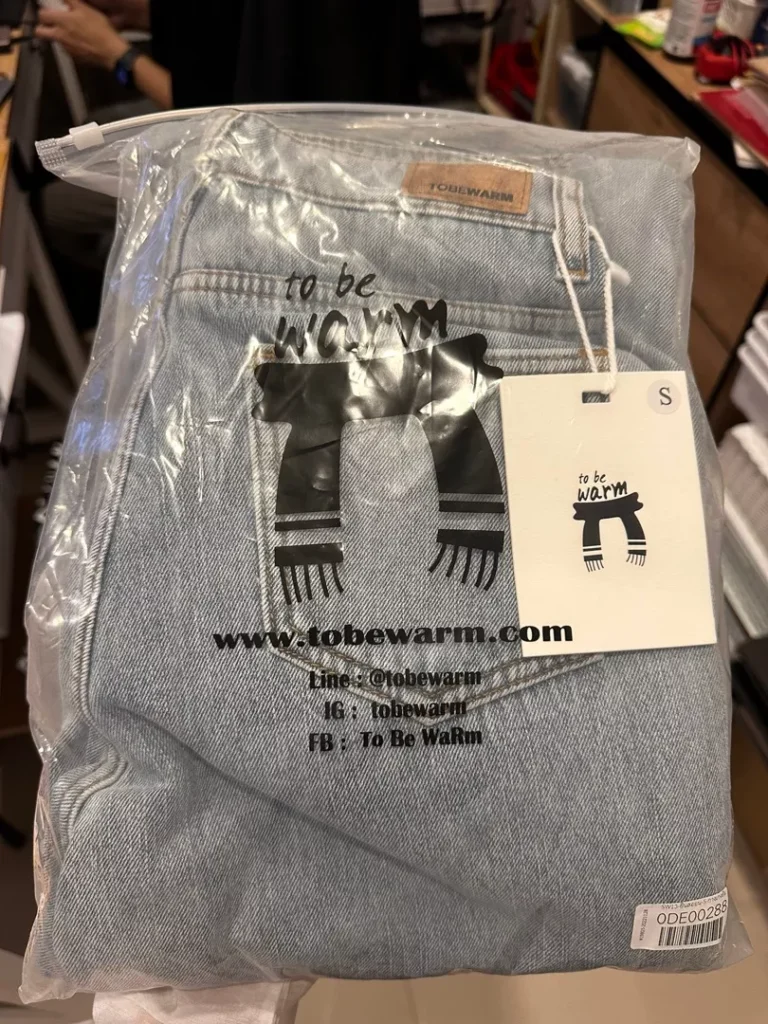 TOBEWARM
to be
warm
S
to be
warm
www.tobewarm.com
Line : @tobewarm
IG : tobewarm
FB : To Be WaRm
0DE00288